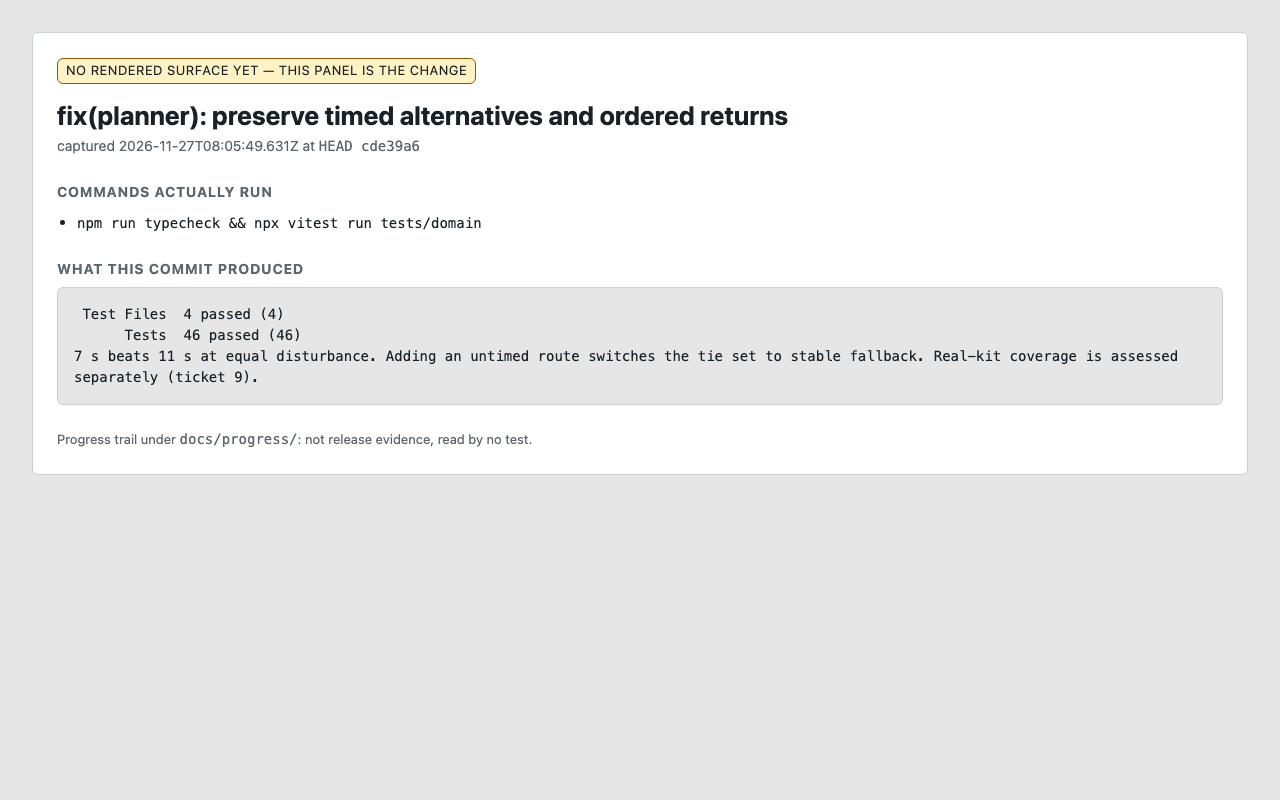 NO RENDERED SURFACE YET — THIS PANEL IS THE CHANGE
fix(planner): preserve timed alternatives and ordered returns
captured 2026-11-27T08:05:49.631Z at HEAD cde39a6
COMMANDS ACTUALLY RUN
• npm run typecheck && npx vitest run tests/domain
WHAT THIS COMMIT PRODUCED
Test Files  4 passed (4)
Tests  46 passed (46)
7 s beats 11 s at equal disturbance. Adding an untimed route switches the tie set to stable fallback. Real-kit coverage is assessed
separately (ticket 9).
Progress trail under docs/progress/: not release evidence, read by no test.